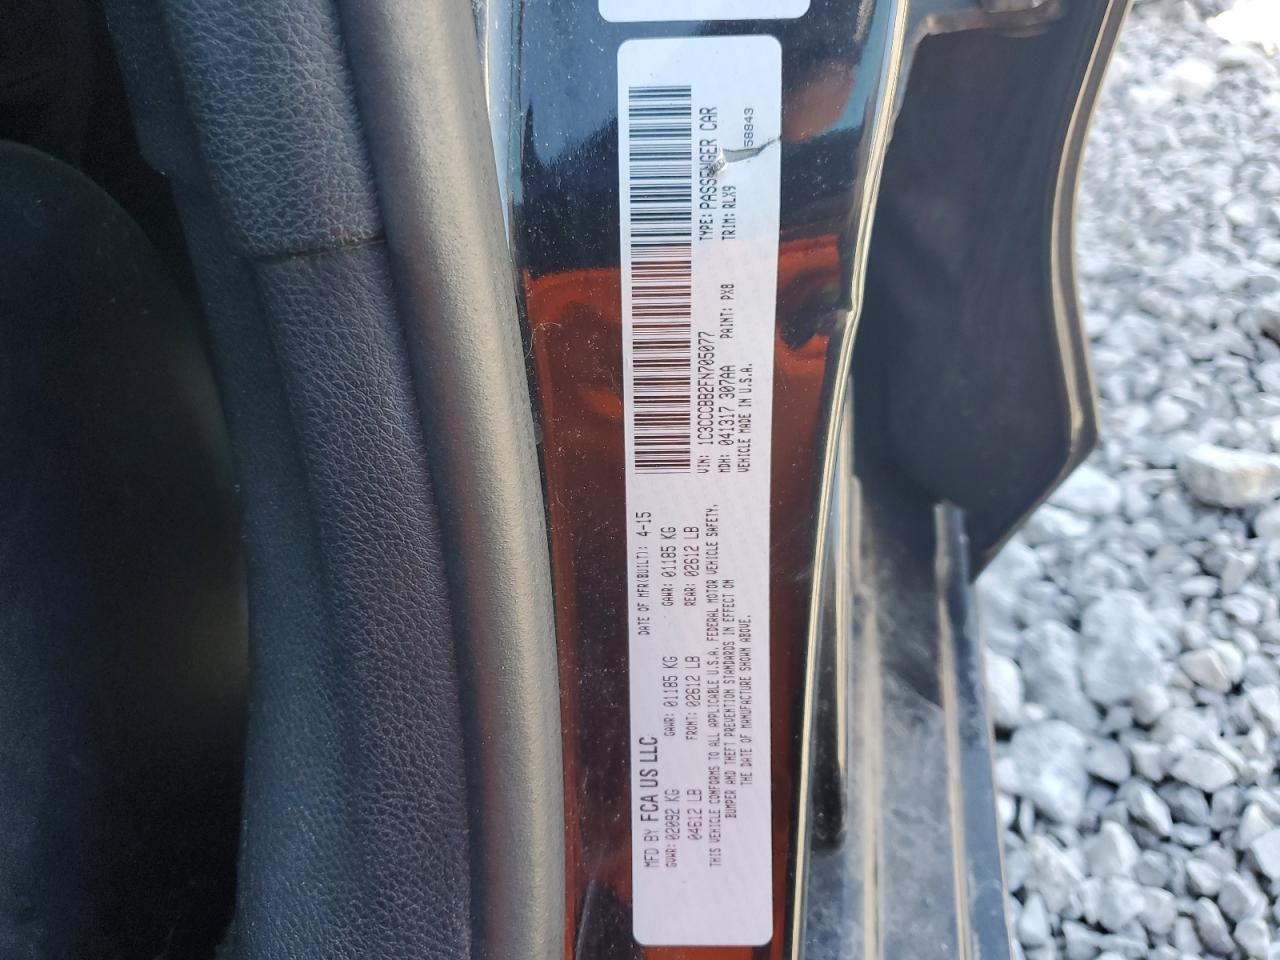 MFD BY FCA US LLC
DATE OF MFR(BUILT): 4-15
GVWR: 02092 KG
GAWR: 01185 KG
GAWR: 01185 KG
04612 LB
FRONT: 02612 LB
REAR: 02612 LB
THIS VEHICLE CONFORMS TO ALL APPLICABLE U.S.A. FEDERAL MOTOR VEHICLE SAFETY,
BUMPER AND THEFT PREVENTION STANDARDS IN EFFECT ON
THE DATE OF MANUFACTURE SHOWN ABOVE.
VIN: 1C3CCCBB2FN705077
TYPE: PASSENGER CAR
MDH: 041317 307AA
PAINT: PX8
TRIM: RLX9
VEHICLE MADE IN U.S.A.
58843